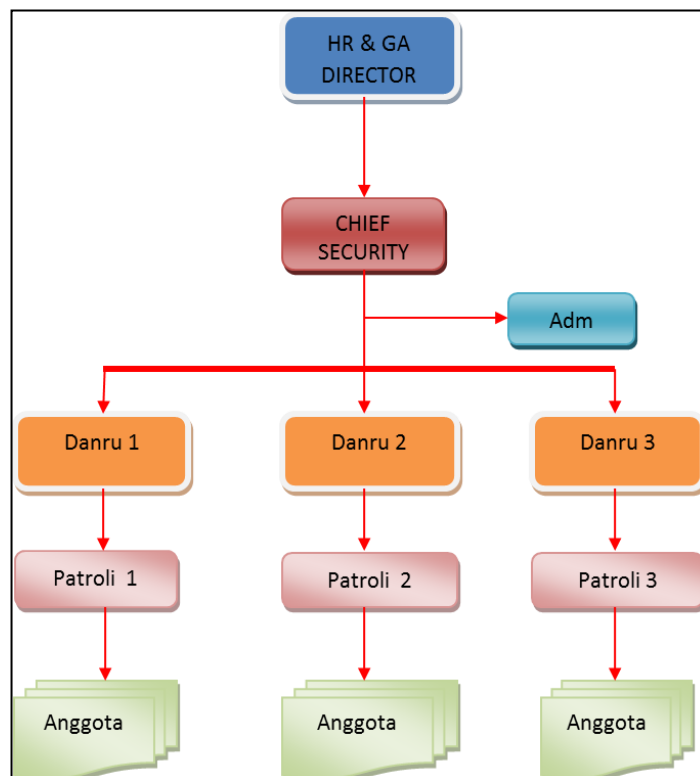 HR & GA
DIRECTOR
CHIEF
SECURITY
Adm
Danru 1
Danru 2
Danru 3
Patroli 1
Patroli 2
Patroli 3
Anggota
Anggota
Anggota